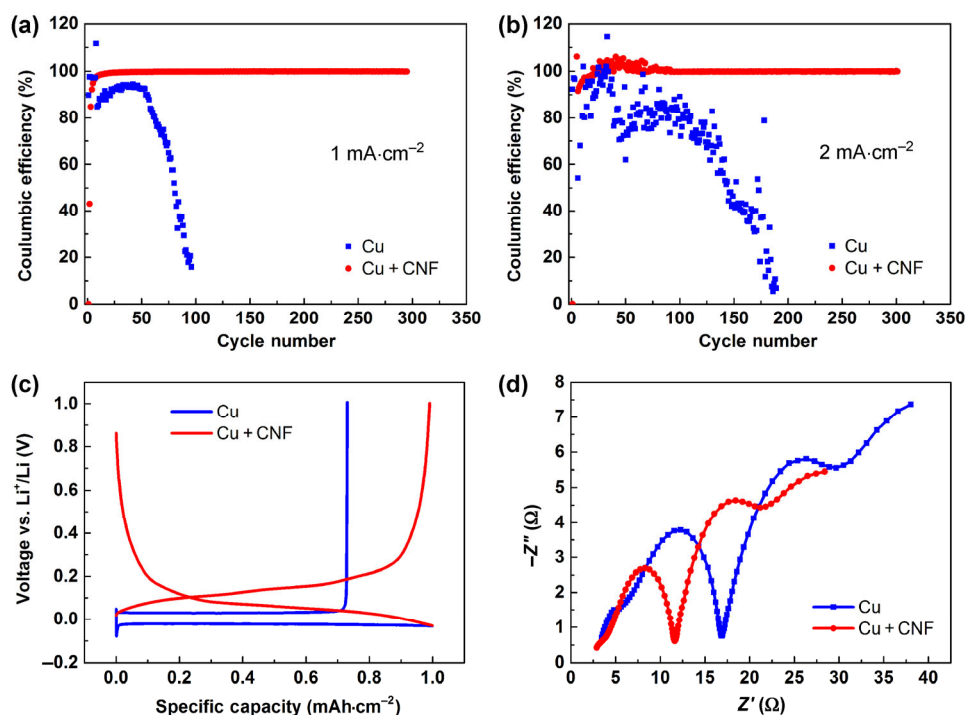 (a)
120
100
80
60
40
20
0
Coulumbic efficiency (%)
1 mA·cm⁻²
Cu
Cu + CNF
0 50 100 150 200 250 300 350
Cycle number
(b)
120
100
80
60
40
20
0
Coulumbic efficiency (%)
2 mA·cm⁻²
Cu
Cu + CNF
0 50 100 150 200 250 300 350
Cycle number
(c)
1.0
0.8
0.6
0.4
0.2
0.0
–0.2
Voltage vs. Li⁺/Li (V)
Cu
Cu + CNF
0.0 0.2 0.4 0.6 0.8 1.0
Specific capacity (mAh·cm⁻²)
(d)
8
7
6
5
4
3
2
1
0
–Z″ (Ω)
Cu
Cu + CNF
0 5 10 15 20 25 30 35 40
Z′ (Ω)